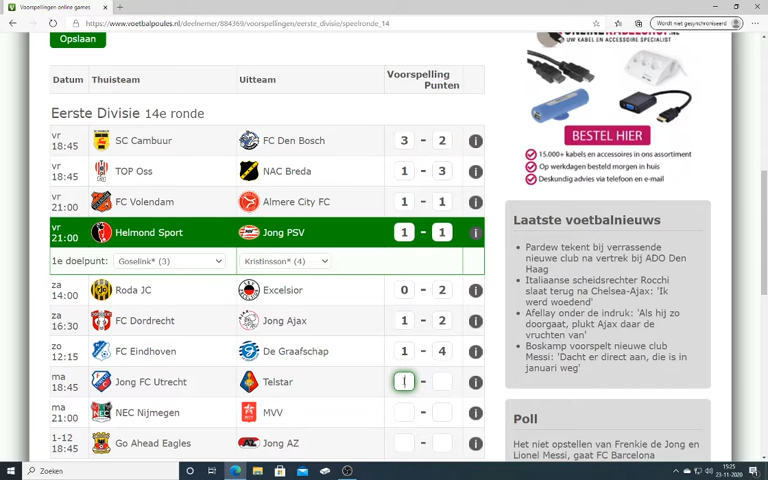 Voetbalpoules - Online games
https://www.voetbalpoules.nl/deelnemer/884369/voorspellingen/eerste_divisie/speelronde_14
Wordt niet gesynchroniseerd
Opslaan
Datum Thuisteam Uitteam Voorspelling Punten
Eerste Divisie 14e ronde
vr 18:45 SC Cambuur FC Den Bosch 3 - 2
vr 18:45 TOP Oss NAC Breda 1 - 3
vr 21:00 FC Volendam Almere City FC 1 - 1
vr 21:00 Helmond Sport Jong PSV 1 - 1
1e doelpunt: Goselink* (3) Kristinsson* (4)
za 14:00 Roda JC Excelsior 0 - 2
za 16:30 FC Dordrecht Jong Ajax 1 - 2
zo 12:15 FC Eindhoven De Graafschap 1 - 4
ma 18:45 Jong FC Utrecht Telstar -
ma 21:00 NEC Nijmegen MVV -
1-12 18:45 Go Ahead Eagles Jong AZ -
UW KABEL EN ACCESSOIRE SPECIALIST
BESTEL HIER
15.000+ kabels en accessoires in ons assortiment
Op werkdagen besteld morgen in huis
Deskundig advies via telefoon en e-mail
Laatste voetbalnieuws
Pardew tekent bij verrassende
nieuwe club na vertrek bij ADO Den
Haag
Italiaanse scheidsrechter Rocchi
slaat terug na Chelsea-Ajax: 'Ik
werd woedend'
Afellay onder de indruk: 'Als hij zo
doorgaat, plukt Ajax daar de
vruchten van'
Boskamp voorspelt nieuwe club
Messi: 'Dacht er direct aan, die is in
januari weg'
Poll
Het niet opstellen van Frenkie de Jong en
Lionel Messi, gaat FC Barcelona
Zoeken
15:25
23-11-2020